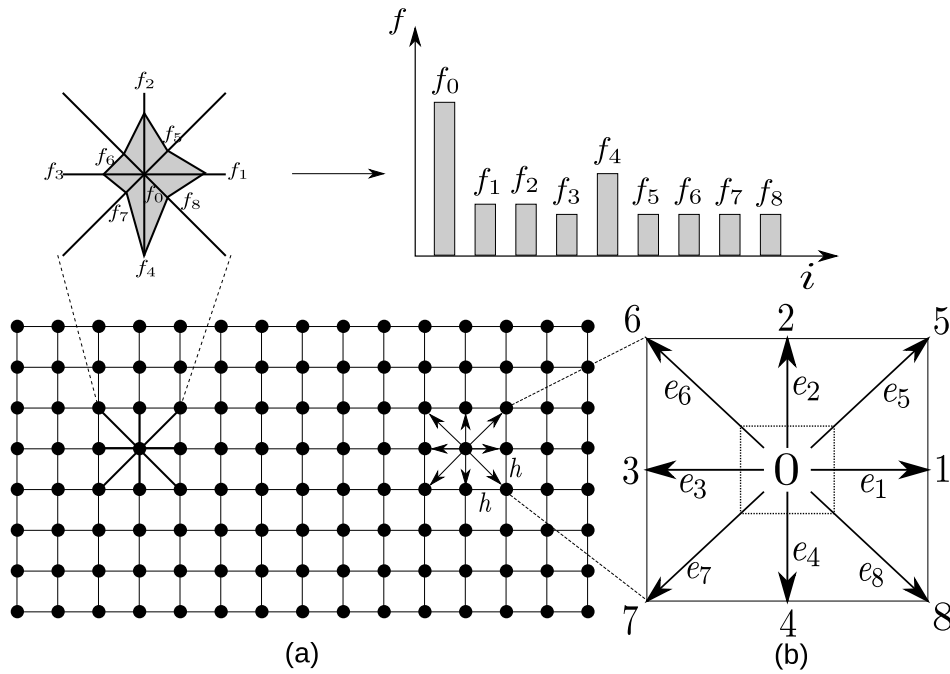 f
f₀
f₁ f₂ f₃ f₄ f₅ f₆ f₇ f₈
i
f₂
f₅
f₆
f₃ f₁
f₀
f₇ f₈
f₄
h
h
(a)
6 2 5
e₆ e₂ e₅
3 0 1
e₃ e₁
e₇ e₄ e₈
7 4 8
(b)